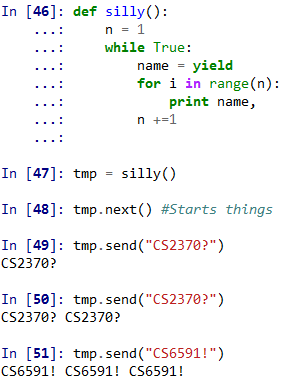 In [46]: def silly():
    ...:     n = 1
    ...:     while True:
    ...:         name = yield
    ...:         for i in range(n):
    ...:             print name,
    ...:         n +=1
    ...:
In [47]: tmp = silly()
In [48]: tmp.next() #Starts things
In [49]: tmp.send("CS2370?")
CS2370?
In [50]: tmp.send("CS2370?")
CS2370? CS2370?
In [51]: tmp.send("CS6591!")
CS6591! CS6591! CS6591!